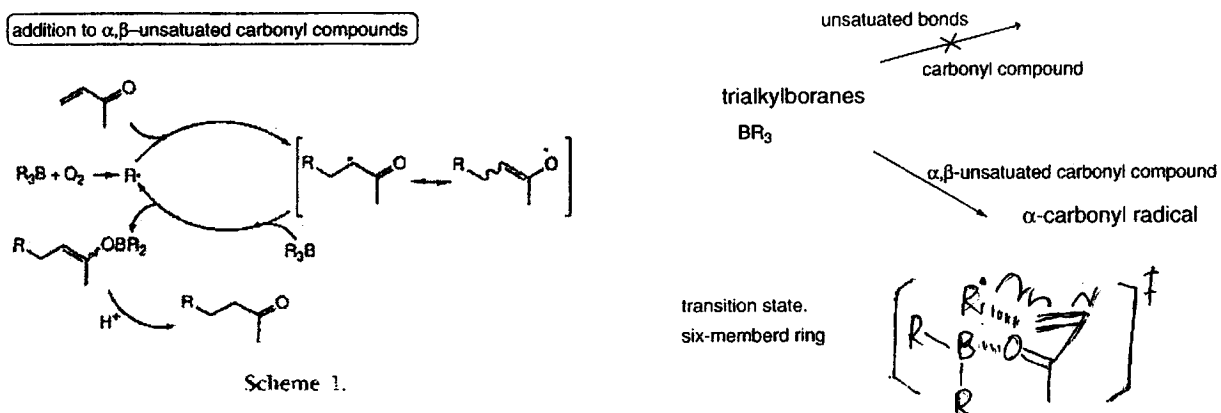 addition to α,β–unsatuated carbonyl compounds
O
R₃B + O₂ → R•
R O
R O
R OBR₂
R₃B
H⁺
R O
Scheme 1.
unsatuated bonds
carbonyl compound
trialkylboranes
BR₃
α,β-unsatuated carbonyl compound
α-carbonyl radical
transition state.
six-memberd ring
R
R B O
R
‡